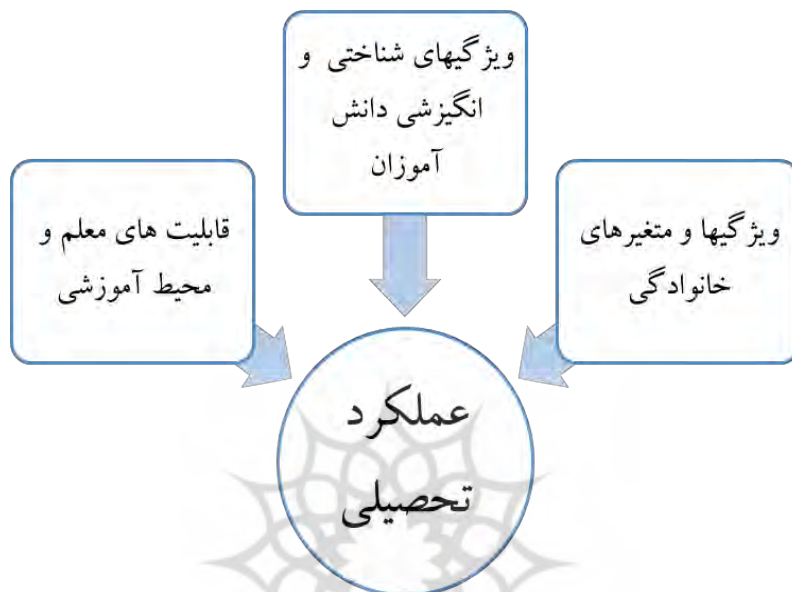 ویژگیهای شناختی و
انگیزشی دانش
آموزان
ویژگیها و متغیرهای
خانوادگی
قابلیت های معلم و
محیط آموزشی
عملکرد
تحصیلی